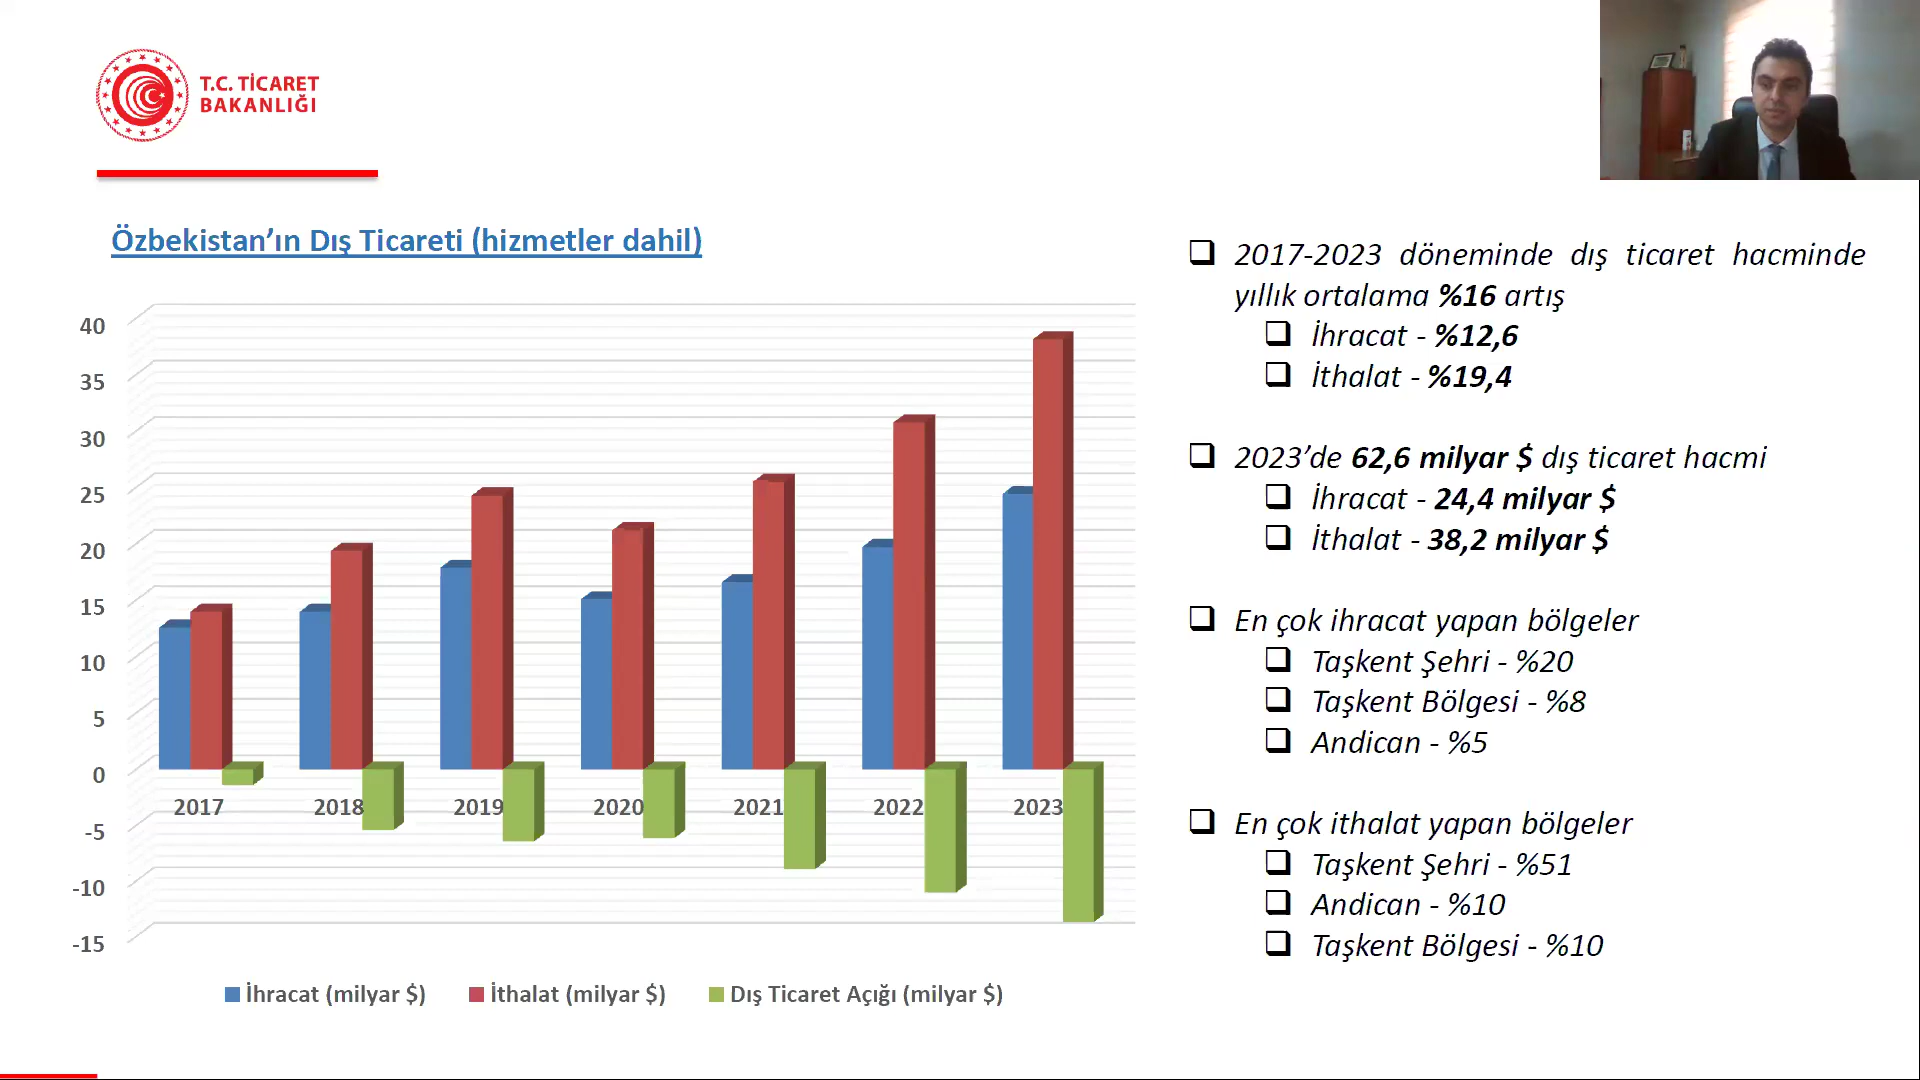 T.C. TİCARET
BAKANLIĞI
Özbekistan’ın Dış Ticareti (hizmetler dahil)
40
35
30
25
20
15
10
5
0
-5
-10
-15
2017 2018 2019 2020 2021 2022 2023
İhracat (milyar $) İthalat (milyar $) Dış Ticaret Açığı (milyar $)
2017-2023 döneminde dış ticaret hacminde
yıllık ortalama %16 artış
İhracat - %12,6
İthalat - %19,4
2023’de 62,6 milyar $ dış ticaret hacmi
İhracat - 24,4 milyar $
İthalat - 38,2 milyar $
En çok ihracat yapan bölgeler
Taşkent Şehri - %20
Taşkent Bölgesi - %8
Andican - %5
En çok ithalat yapan bölgeler
Taşkent Şehri - %51
Andican - %10
Taşkent Bölgesi - %10